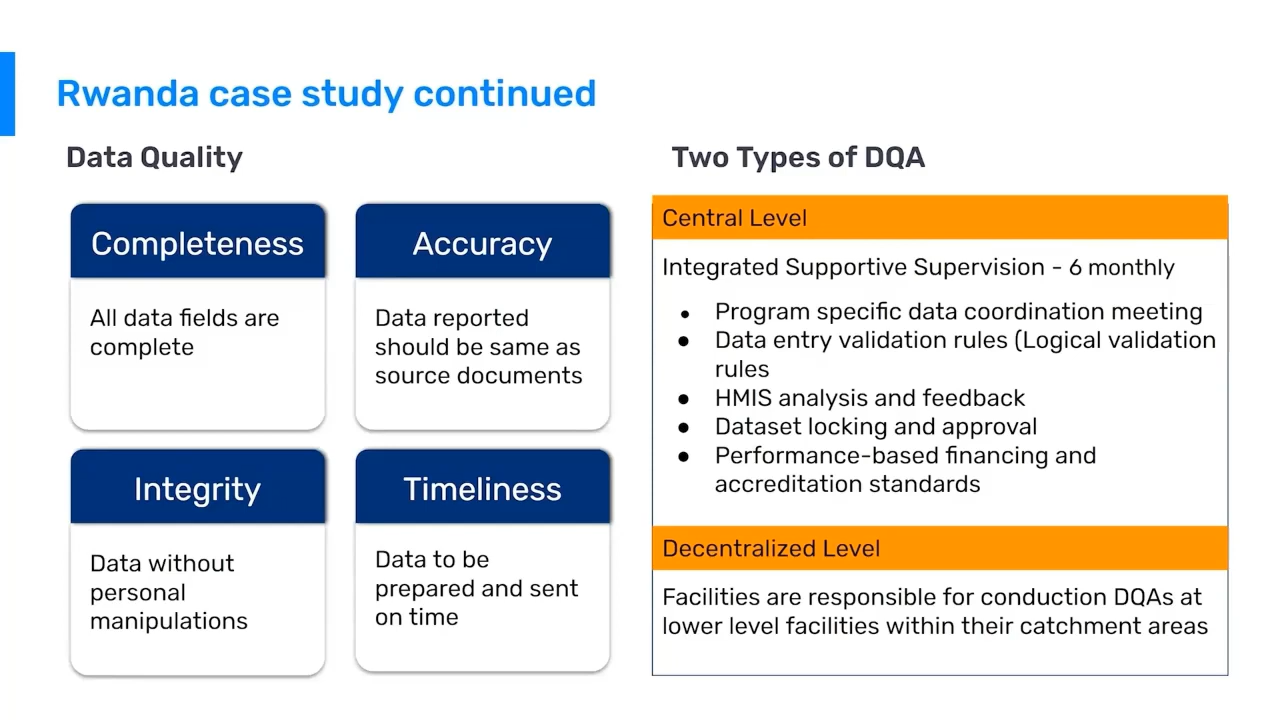 Rwanda case study continued
Data Quality
Completeness
All data fields are
complete
Accuracy
Data reported
should be same as
source documents
Integrity
Data without
personal
manipulations
Timeliness
Data to be
prepared and sent
on time
Two Types of DQA
Central Level
Integrated Supportive Supervision - 6 monthly
● Program specific data coordination meeting
● Data entry validation rules (Logical validation
rules
● HMIS analysis and feedback
● Dataset locking and approval
● Performance-based financing and
accreditation standards
Decentralized Level
Facilities are responsible for conduction DQAs at
lower level facilities within their catchment areas